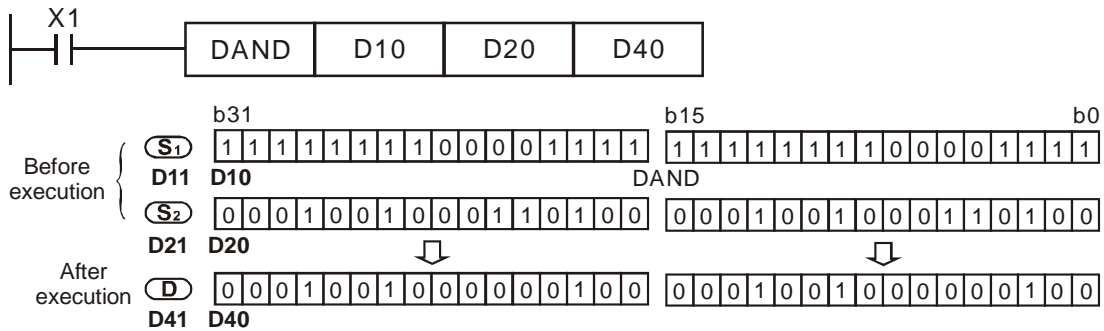 X1
DAND D10 D20 D40
b31 b15 b0
S1 1 1 1 1 1 1 1 1 0 0 0 0 1 1 1 1 1 1 1 1 1 1 1 1 0 0 0 0 1 1 1 1
Before
execution
D11 D10 DAND
S2 0 0 0 1 0 0 1 0 0 0 1 1 0 1 0 0 0 0 0 1 0 0 1 0 0 0 1 1 0 1 0 0
D21 D20
After
execution
D 0 0 0 1 0 0 1 0 0 0 0 0 0 1 0 0 0 0 0 1 0 0 1 0 0 0 0 0 0 1 0 0
D41 D40